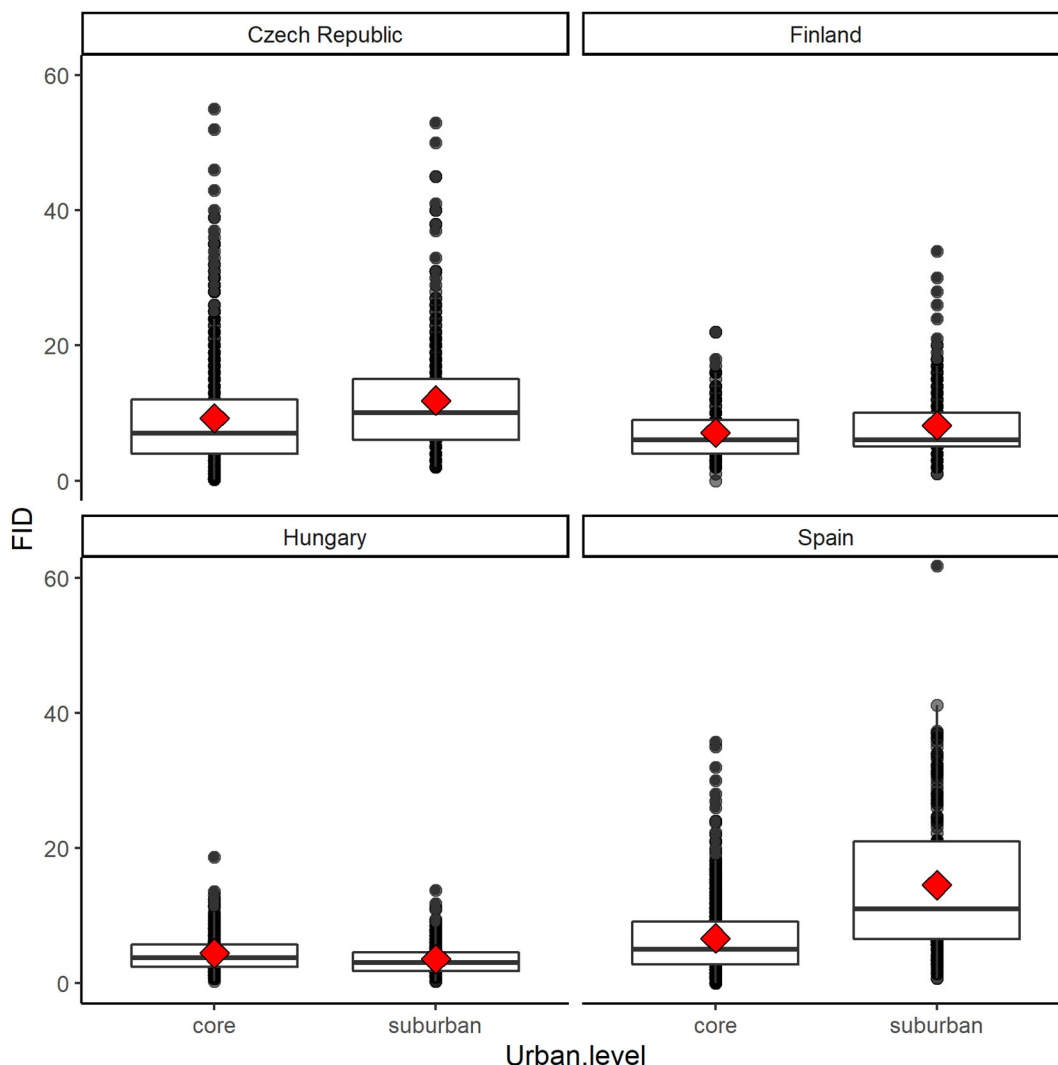 Czech Republic
Finland
60
40
20
0
FID
Hungary
Spain
60
40
20
0
core
suburban
core
suburban
Urban.level